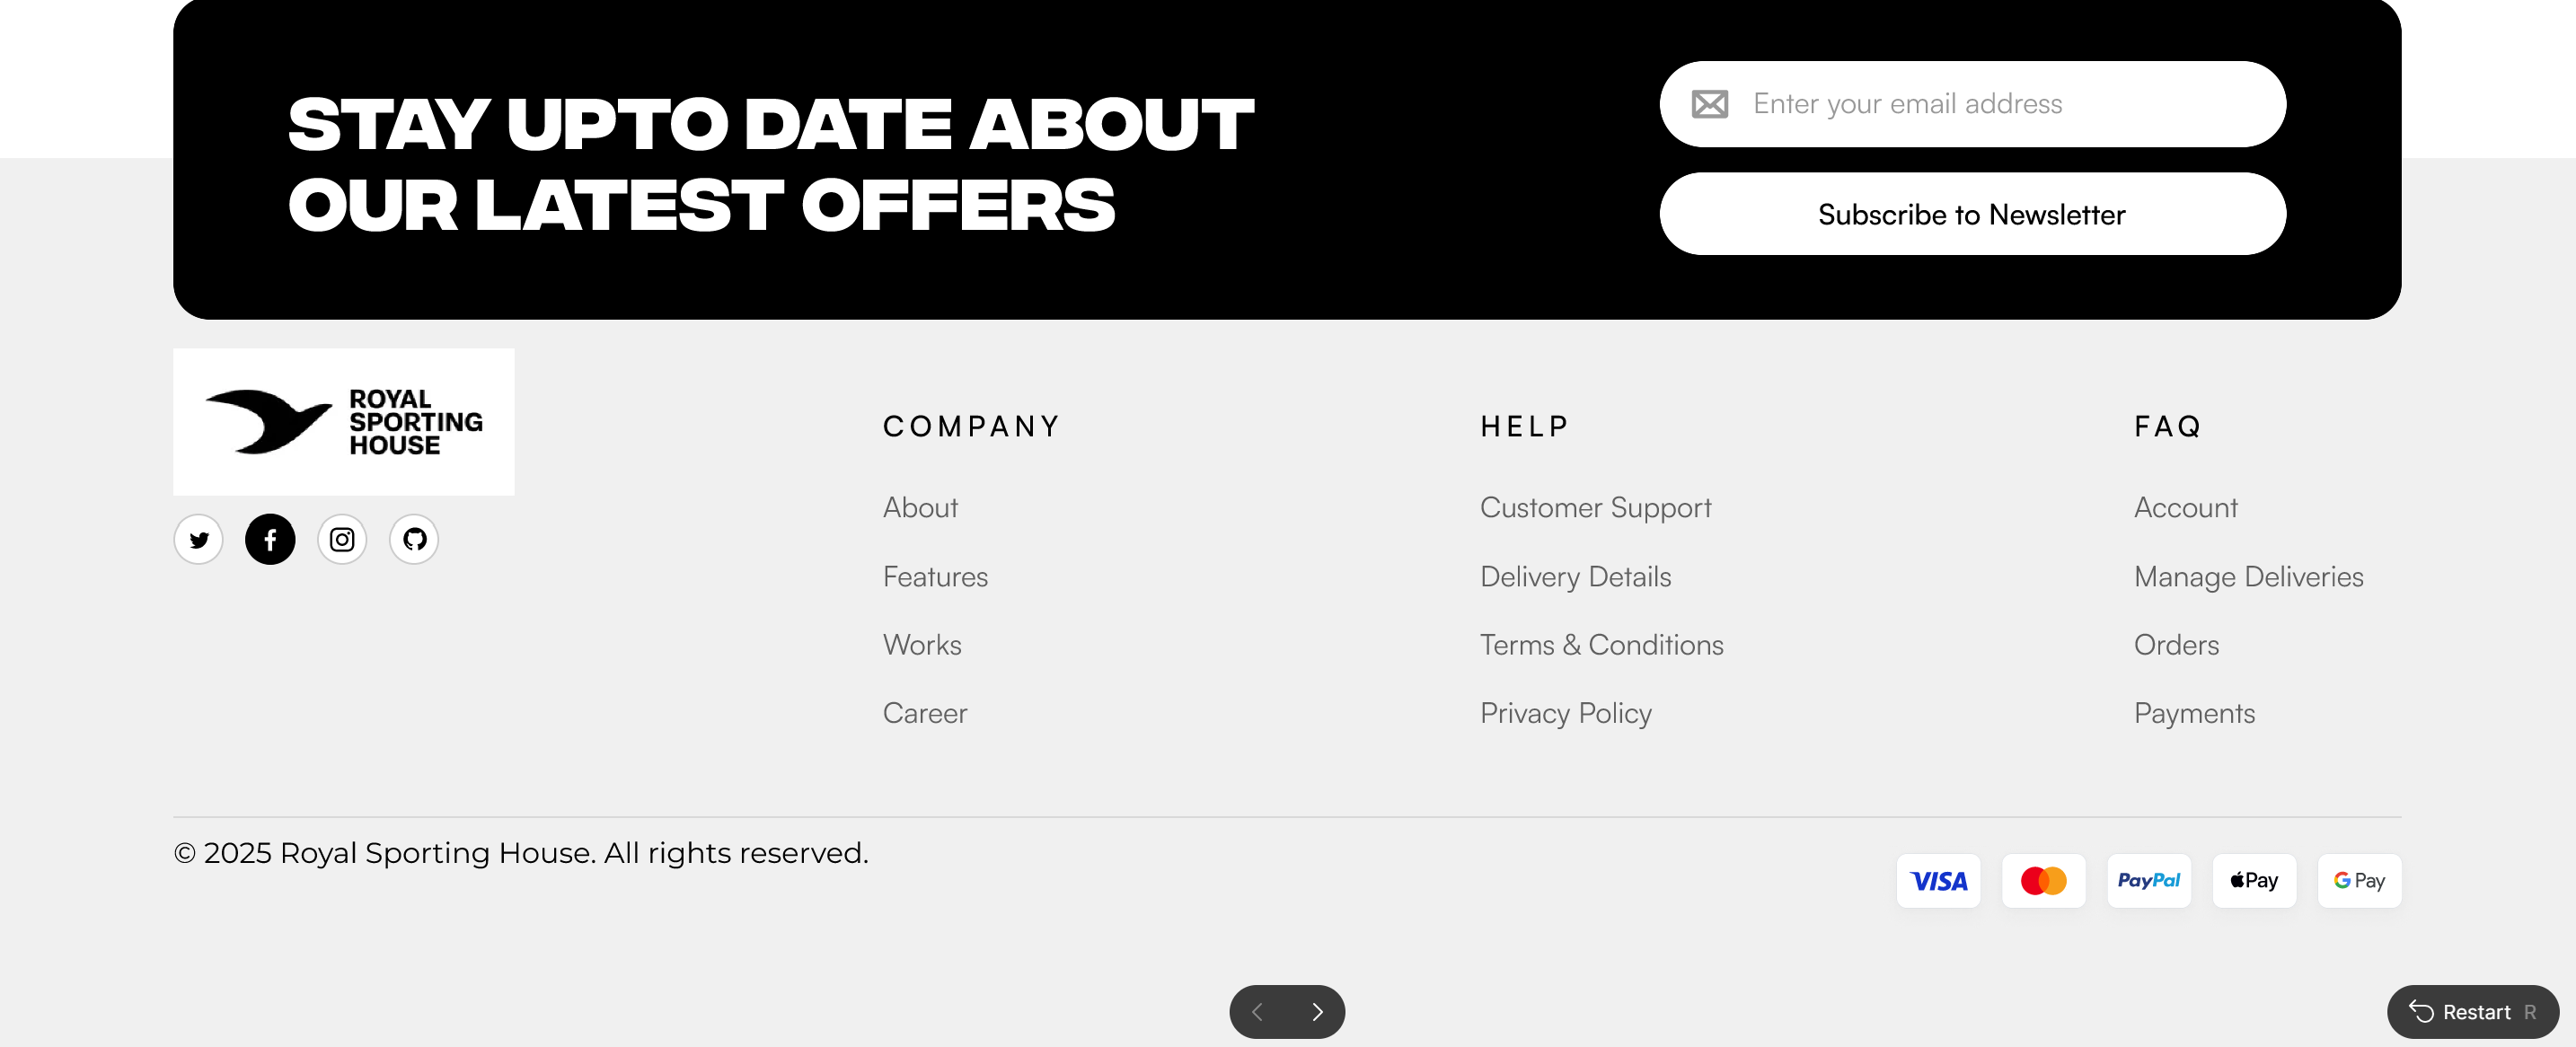 STAY UPTO DATE ABOUT
OUR LATEST OFFERS
Enter your email address
Subscribe to Newsletter
ROYAL
SPORTING
HOUSE
COMPANY
About
Features
Works
Career
HELP
Customer Support
Delivery Details
Terms & Conditions
Privacy Policy
FAQ
Account
Manage Deliveries
Orders
Payments
© 2025 Royal Sporting House. All rights reserved.
VISA
PayPal
Pay
G Pay
Restart R